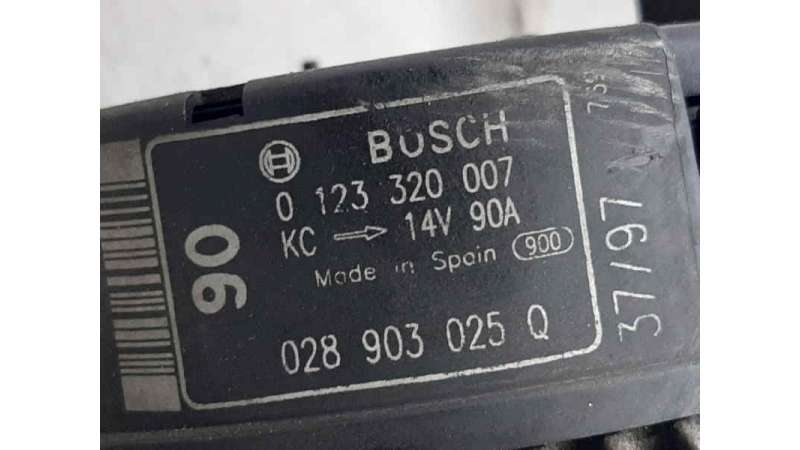 BOSCH
0 123 320 007
KC → 14V 90A
Made in Spain 900
028 903 025 Q
90
37/97